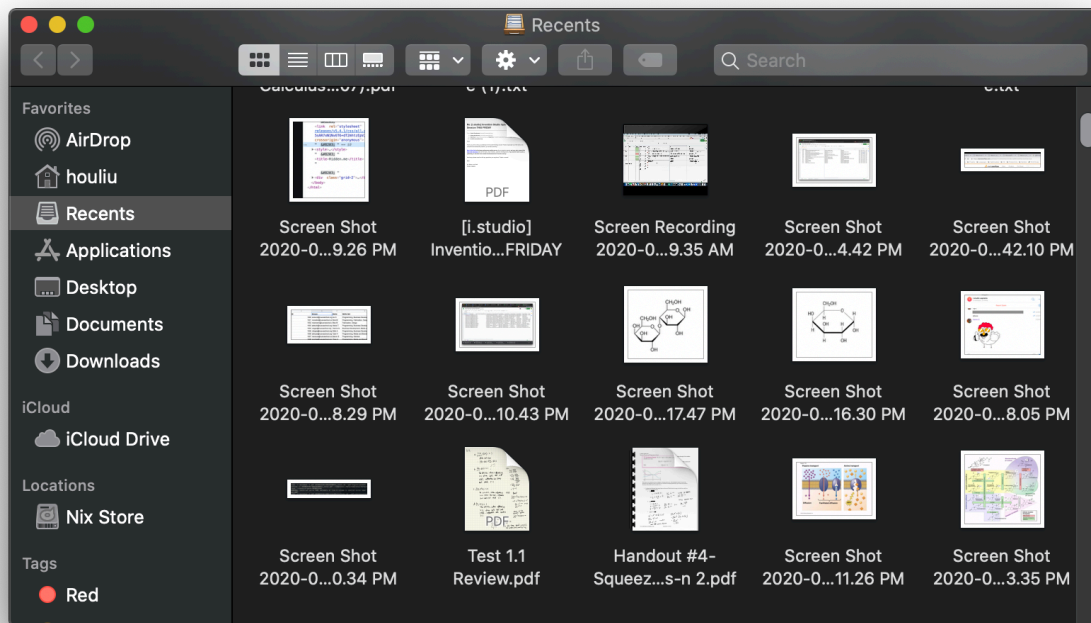 Recents
Search
Favorites
AirDrop
houliu
Recents
Applications
Desktop
Documents
Downloads
iCloud
iCloud Drive
Locations
Nix Store
Tags
Red
Calculus...07).pdf
e (1).txt
e.txt
PDF
Screen Shot
2020-0...9.26 PM
[i.studio]
Inventio...FRIDAY
Screen Recording
2020-0...9.35 AM
Screen Shot
2020-0...4.42 PM
Screen Shot
2020-0...42.10 PM
Screen Shot
2020-0...8.29 PM
Screen Shot
2020-0...10.43 PM
Screen Shot
2020-0...17.47 PM
Screen Shot
2020-0...16.30 PM
Screen Shot
2020-0...8.05 PM
PDF
Screen Shot
2020-0...0.34 PM
Test 1.1
Review.pdf
Handout #4-
Squeez...s-n 2.pdf
Screen Shot
2020-0...11.26 PM
Screen Shot
2020-0...3.35 PM